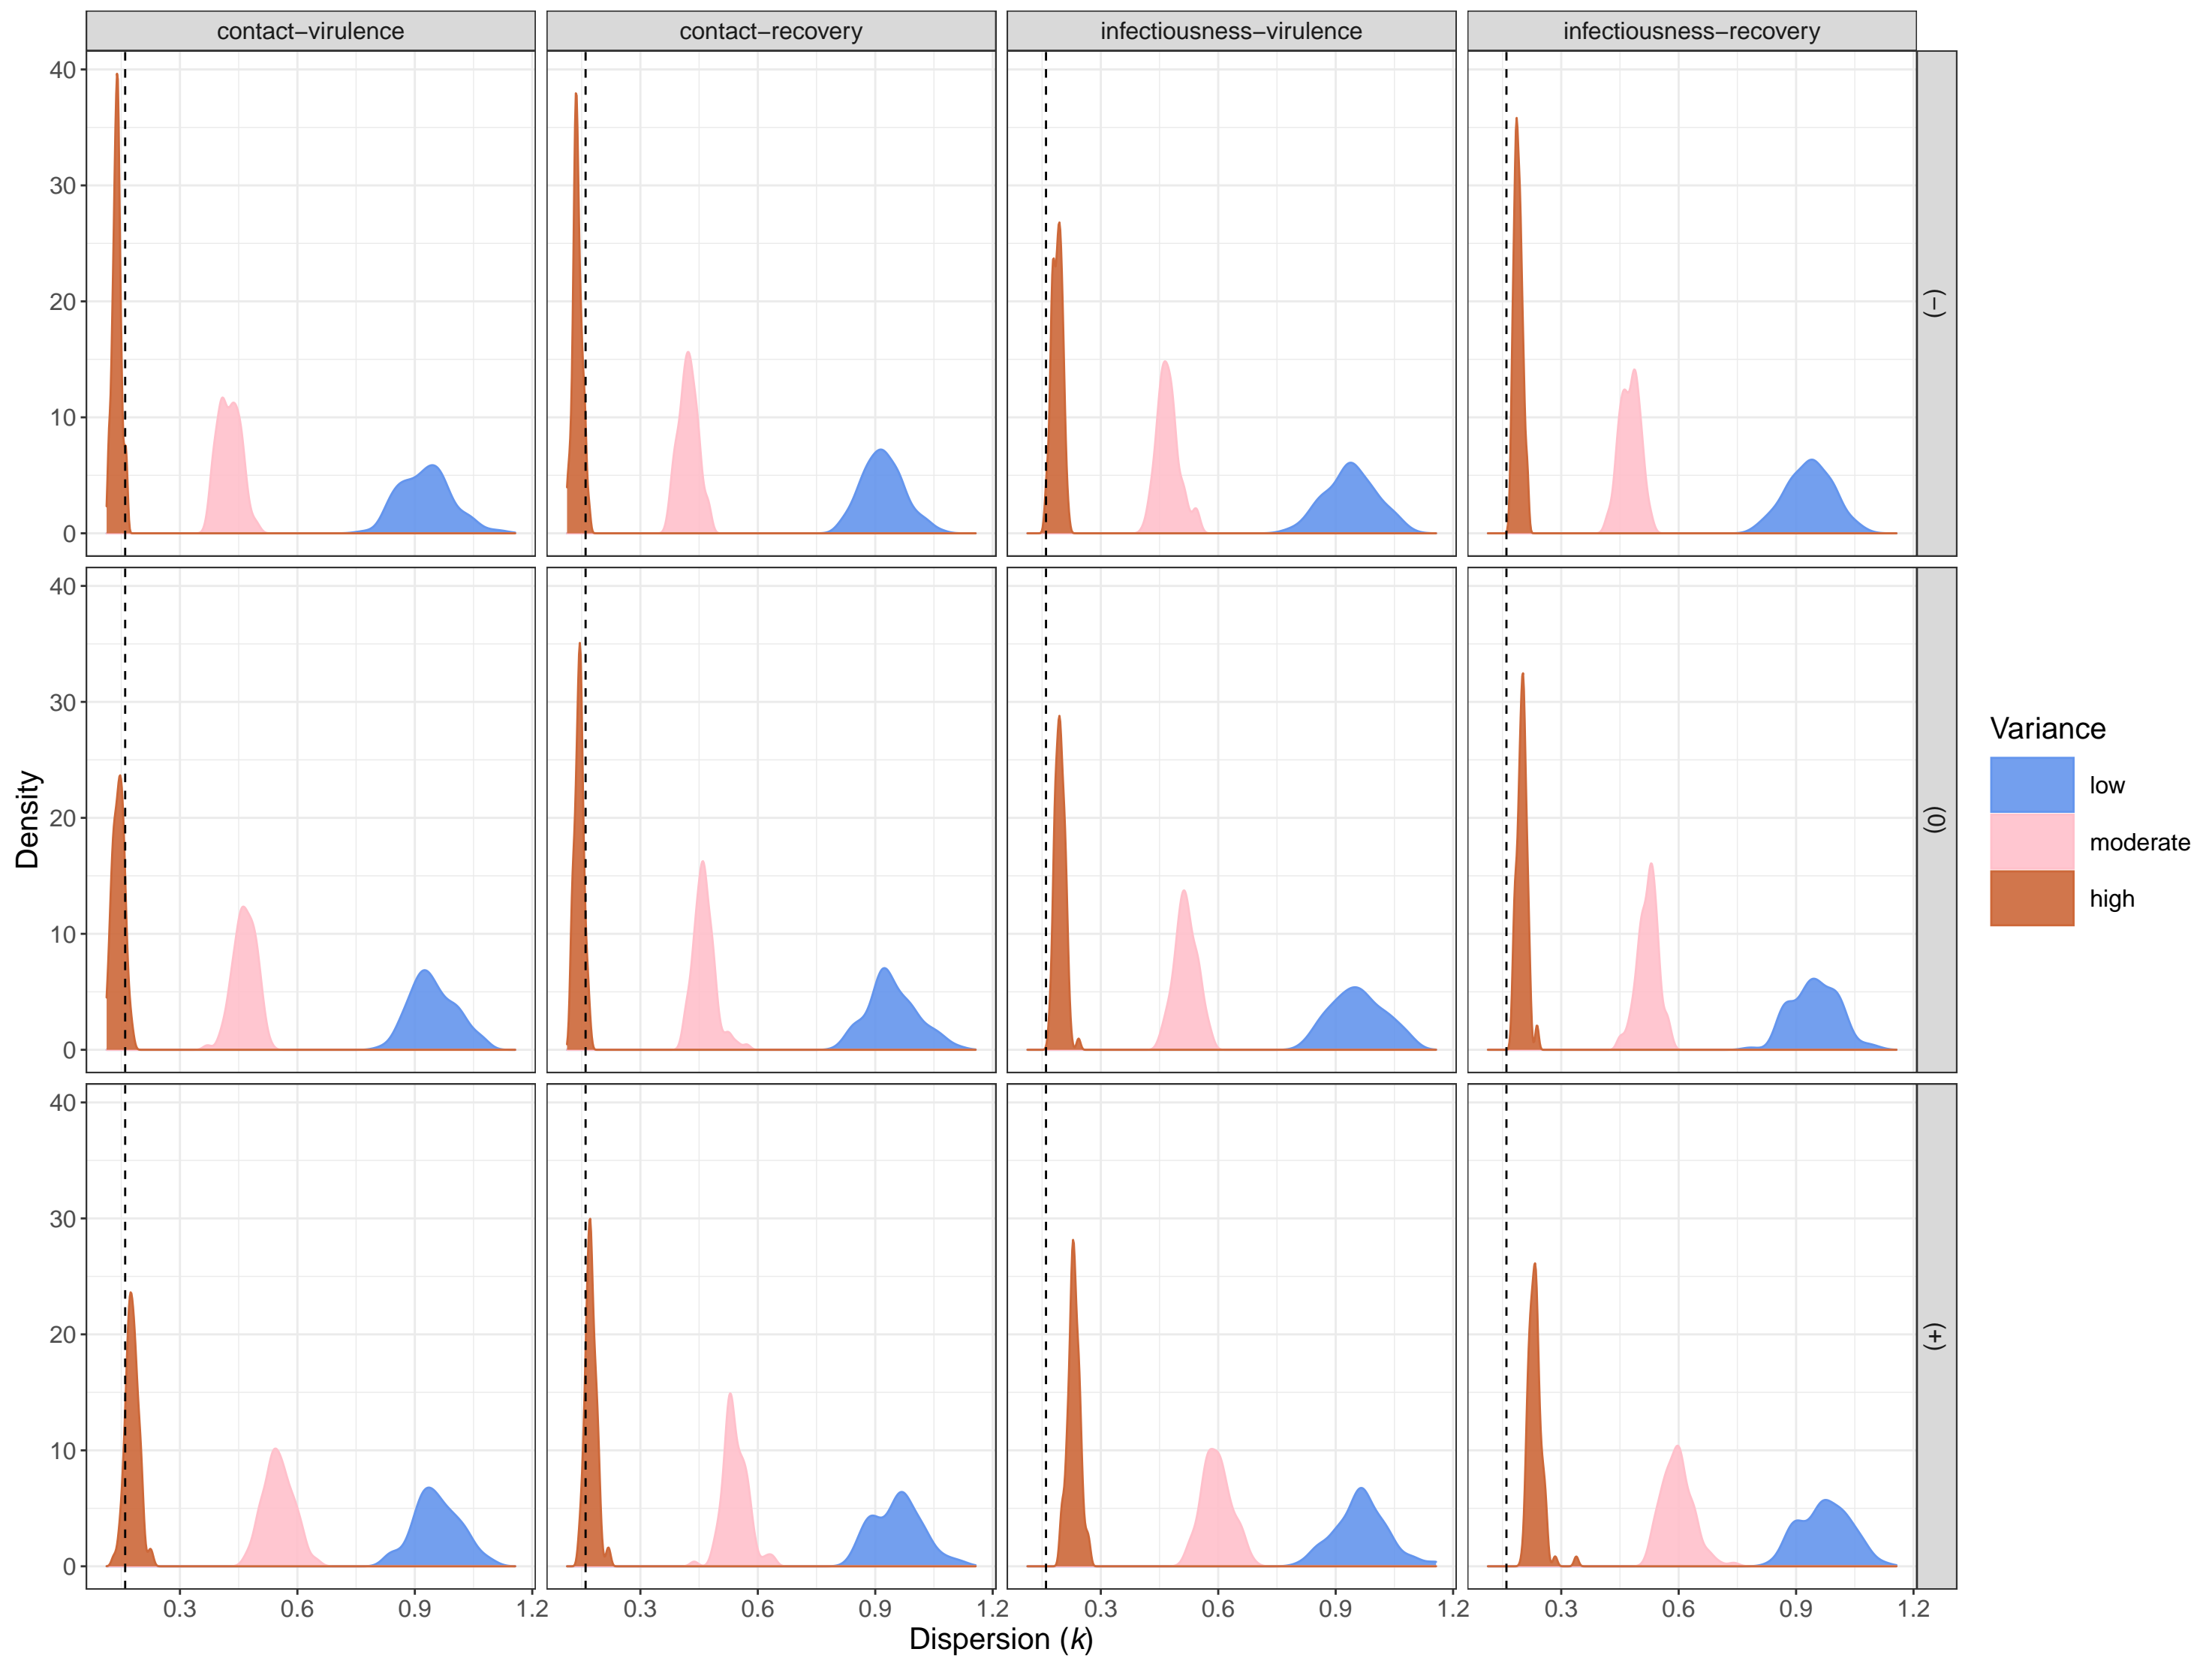 contact−virulence
contact−recovery
infectiousness−virulence
infectiousness−recovery
40
30
20
10
0
(−)
40
30
20
10
0
(0)
40
30
20
10
0
(+)
0.3 0.6 0.9 1.2
0.3 0.6 0.9 1.2
0.3 0.6 0.9 1.2
0.3 0.6 0.9 1.2
Density
Dispersion (k)
Variance
low
moderate
high